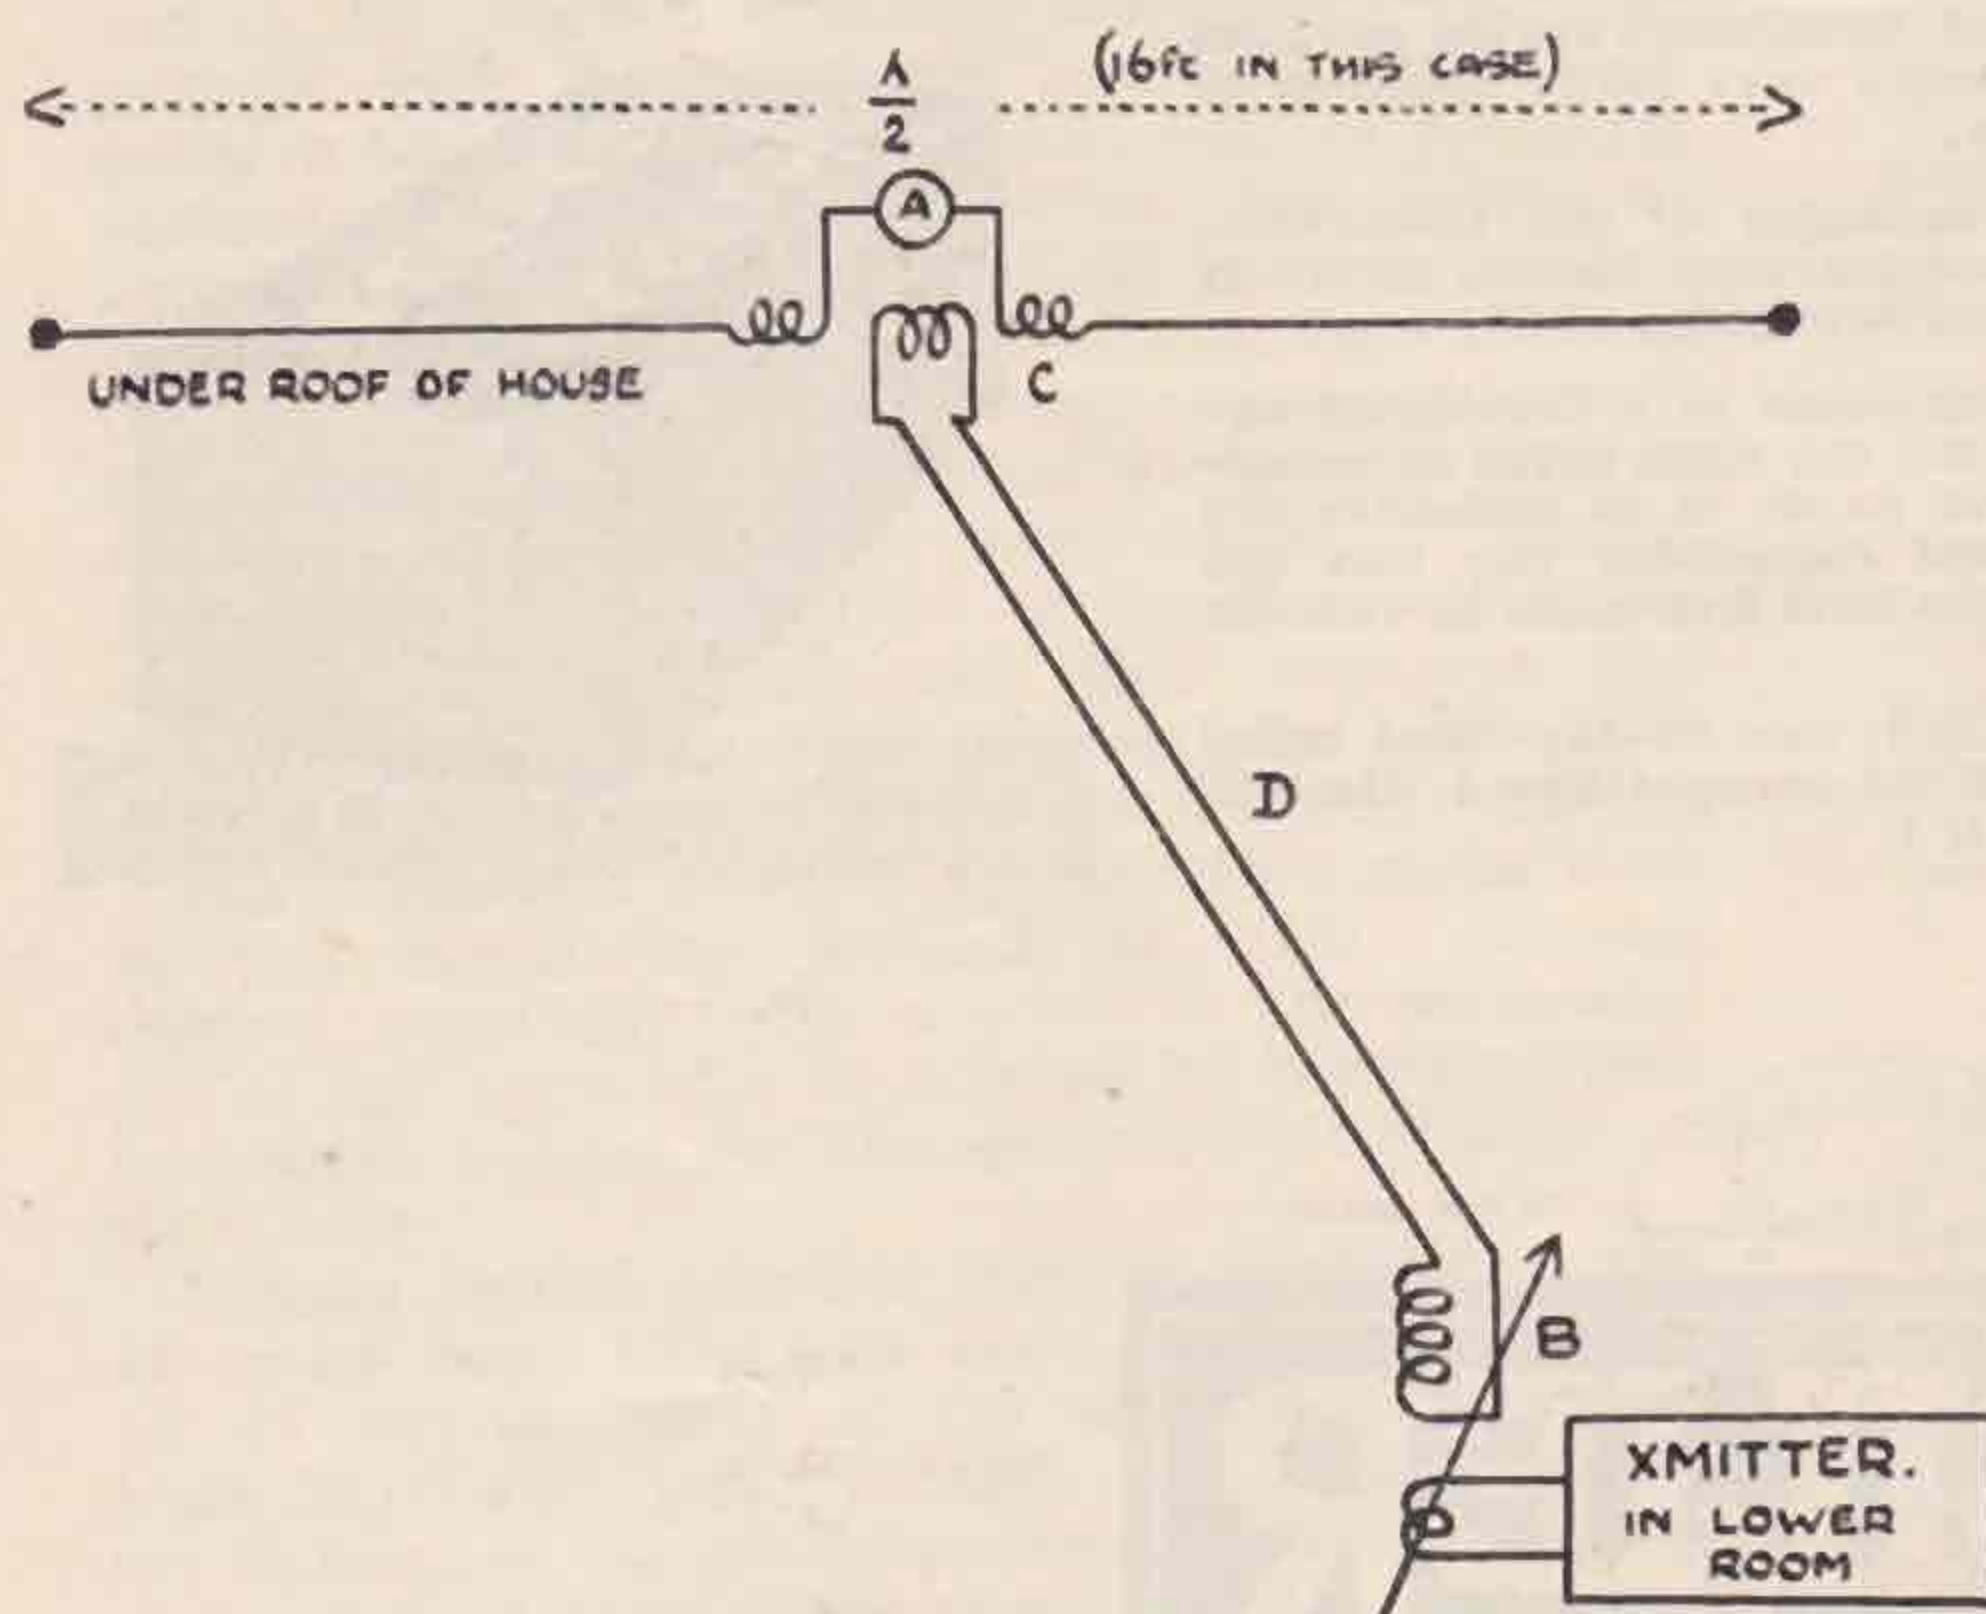 λ
2
(16ft IN THIS CASE)
A
UNDER ROOF OF HOUSE
C
D
B
XMITTER.
IN LOWER
ROOM